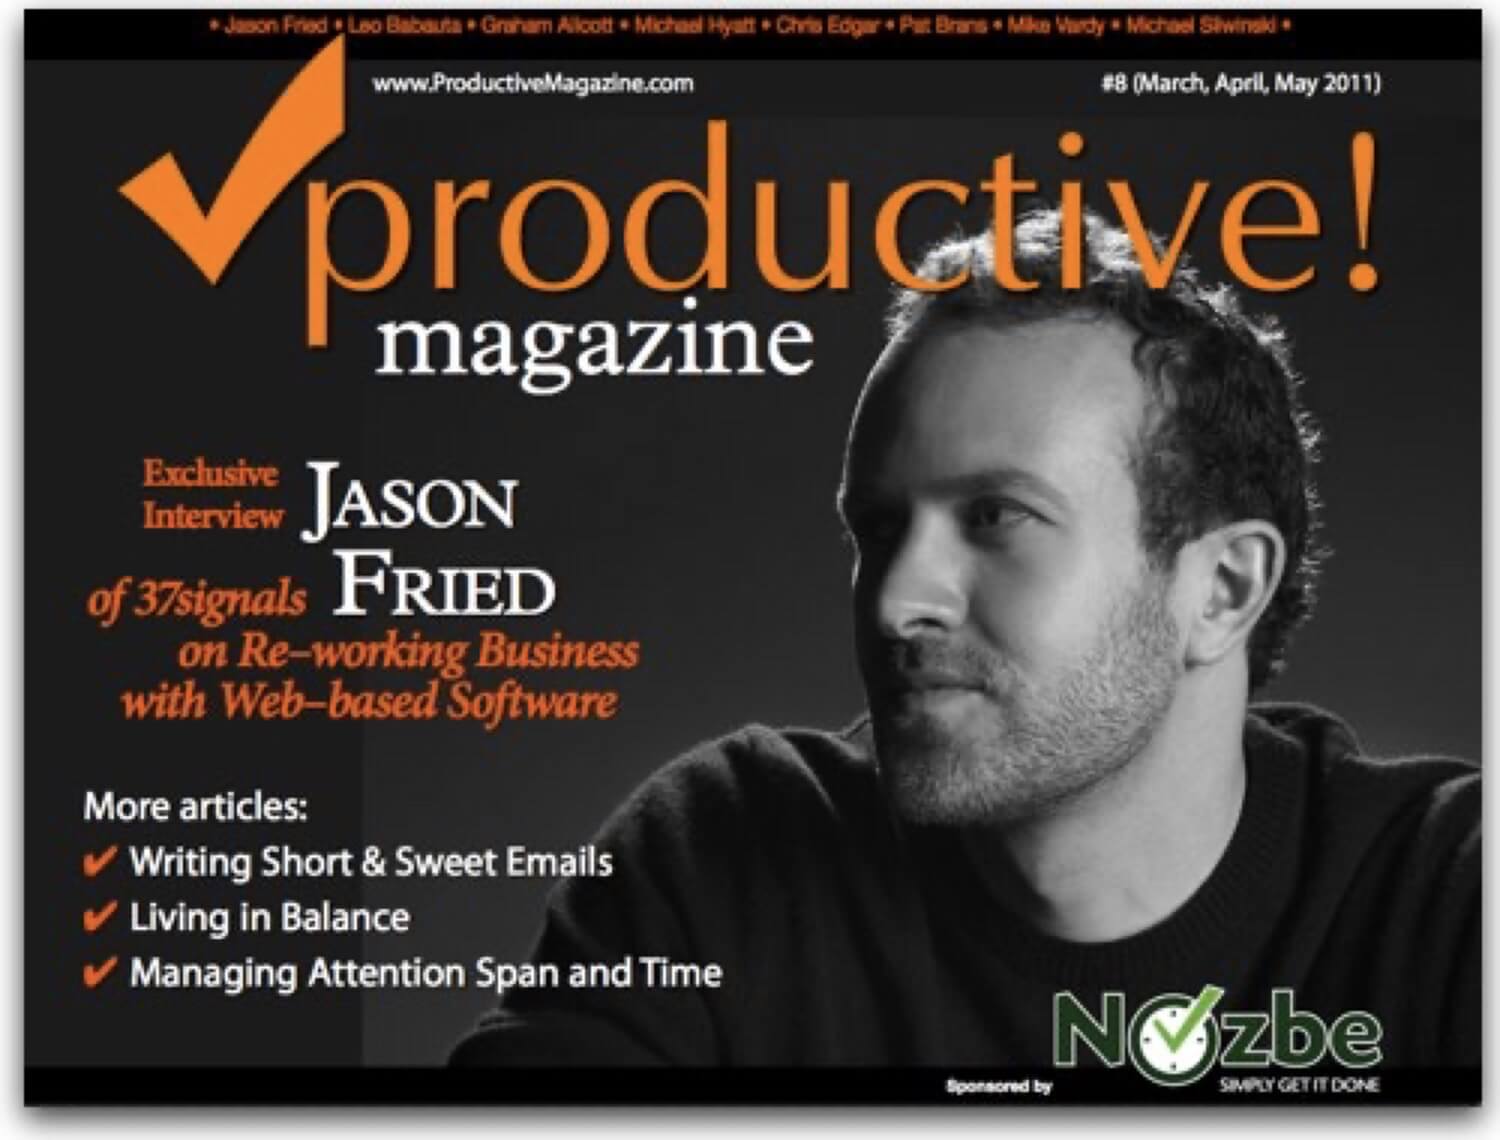 • Jason Fried • Leo Babauta • Graham Allcott • Michael Hyatt • Chris Edgar • Pat Brans • Mike Vardy • Michael Sliwinski •
www.ProductiveMagazine.com
#8 (March, April, May 2011)
productive!
magazine
Exclusive
Interview
JASON
FRIED
of 37signals
on Re-working Business
with Web-based Software
More articles:
✔ Writing Short & Sweet Emails
✔ Living in Balance
✔ Managing Attention Span and Time
Nozbe
Sponsored by
SIMPLY GET IT DONE